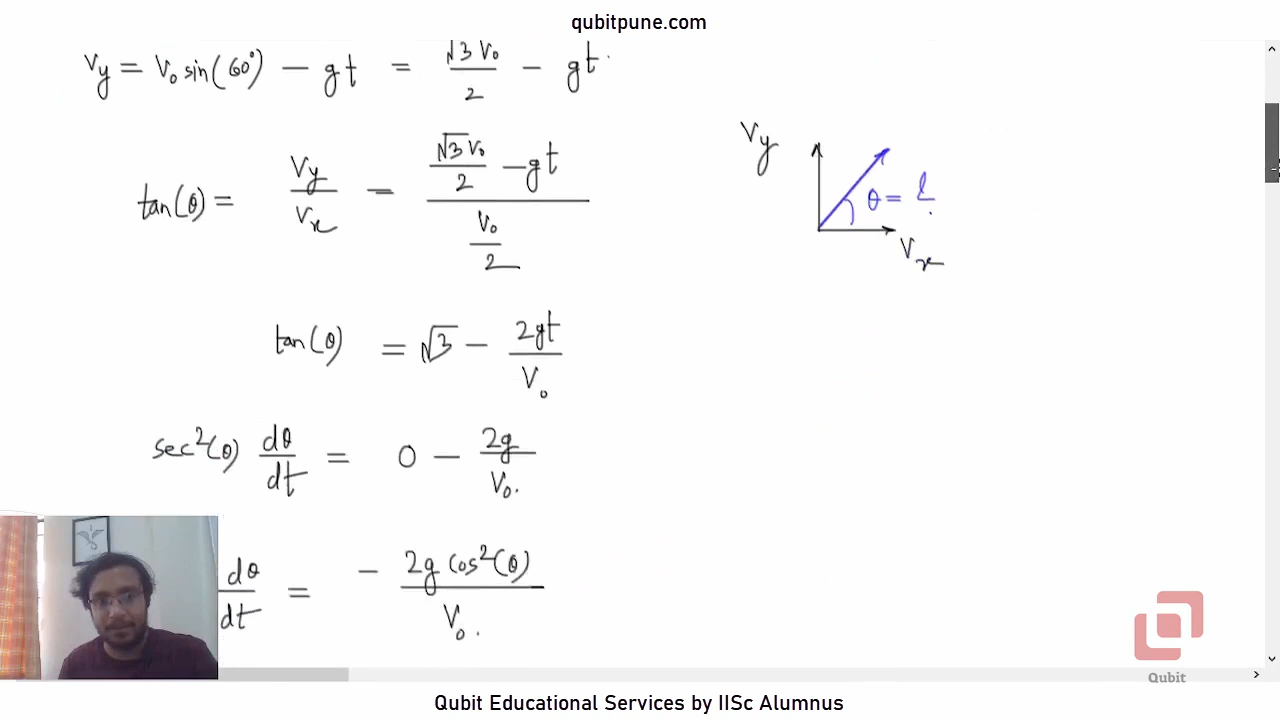 qubitpune.com
Vy = V₀ sin(60°) − gt = √3 V₀/2 − gt.
tan(θ) = Vy/Vx = (√3 V₀/2 − gt)/(V₀/2)
Vy
θ =
Vx
tan(θ) = √3 − 2gt/V₀
sec²(θ) dθ/dt = 0 − 2g/V₀.
dθ/dt = − 2g cos²(θ)/V₀.
Qubit
Qubit Educational Services by IISc Alumnus